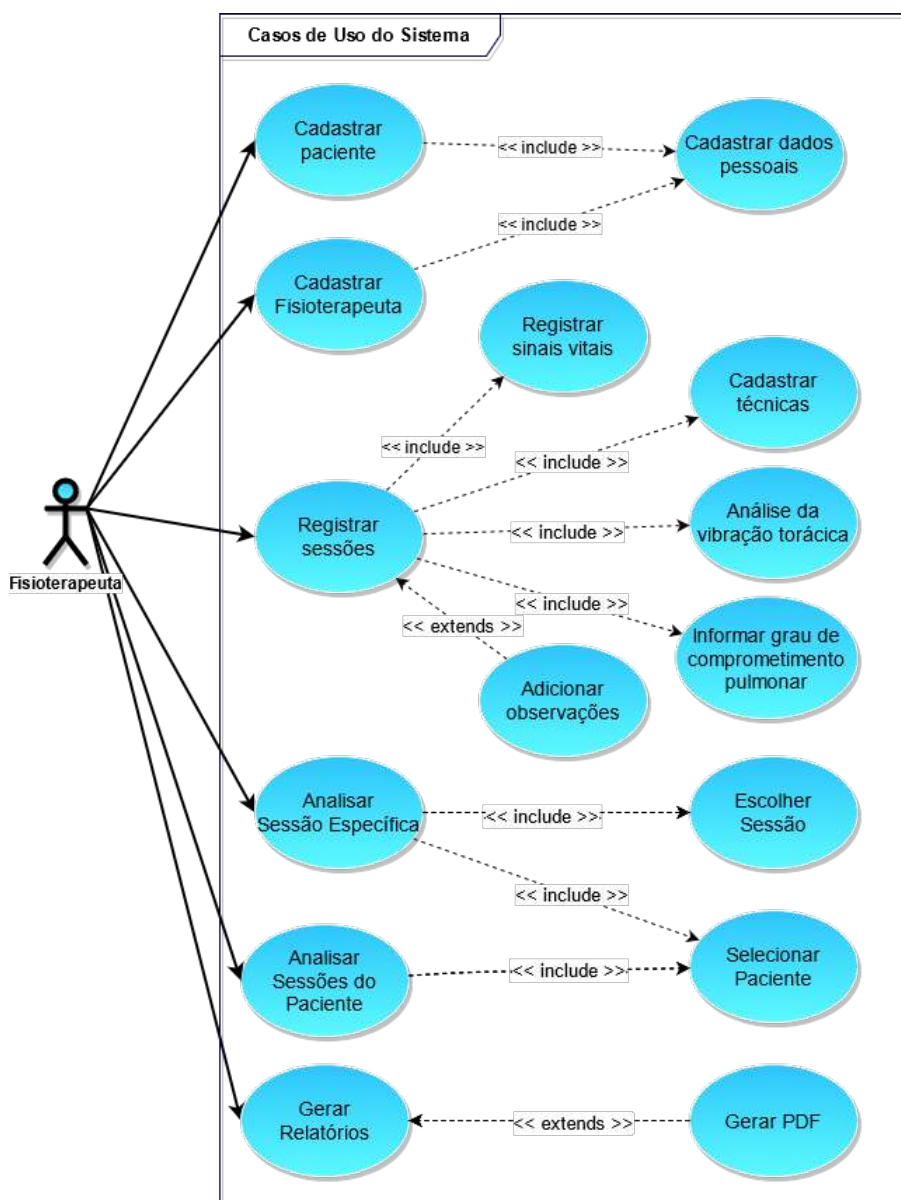 Casos de Uso do Sistema
Cadastrar
paciente
<< include >>
Cadastrar dados
pessoais
<< include >>
Cadastrar
Fisioterapeuta
Registrar
sinais vitais
Cadastrar
técnicas
<< include >>
<< include >>
Registrar
sessões
<< include >>
Análise da
vibração torácica
Fisioterapeuta
<< include >>
<< extends >>
Informar grau de
comprometimento
pulmonar
Adicionar
observações
Analisar
Sessão Específica
<< include >>
Escolher
Sessão
<< include >>
Analisar
Sessões do
Paciente
<< include >>
Selecionar
Paciente
Gerar
Relatórios
<< extends >>
Gerar PDF